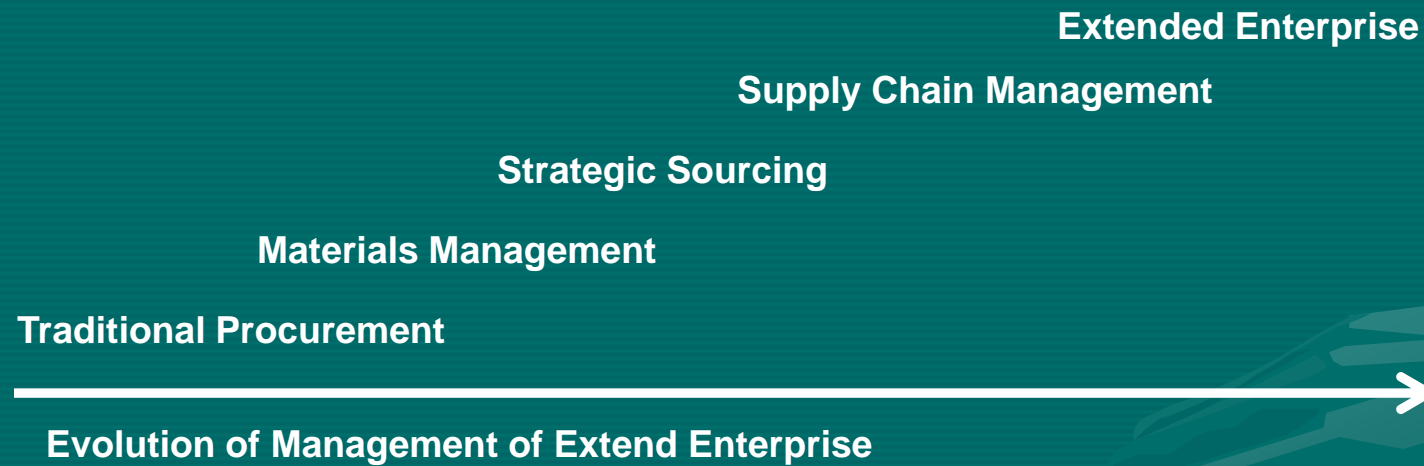 Extended Enterprise
Supply Chain Management
Strategic Sourcing
Materials Management
Traditional Procurement
Evolution of Management of Extend Enterprise